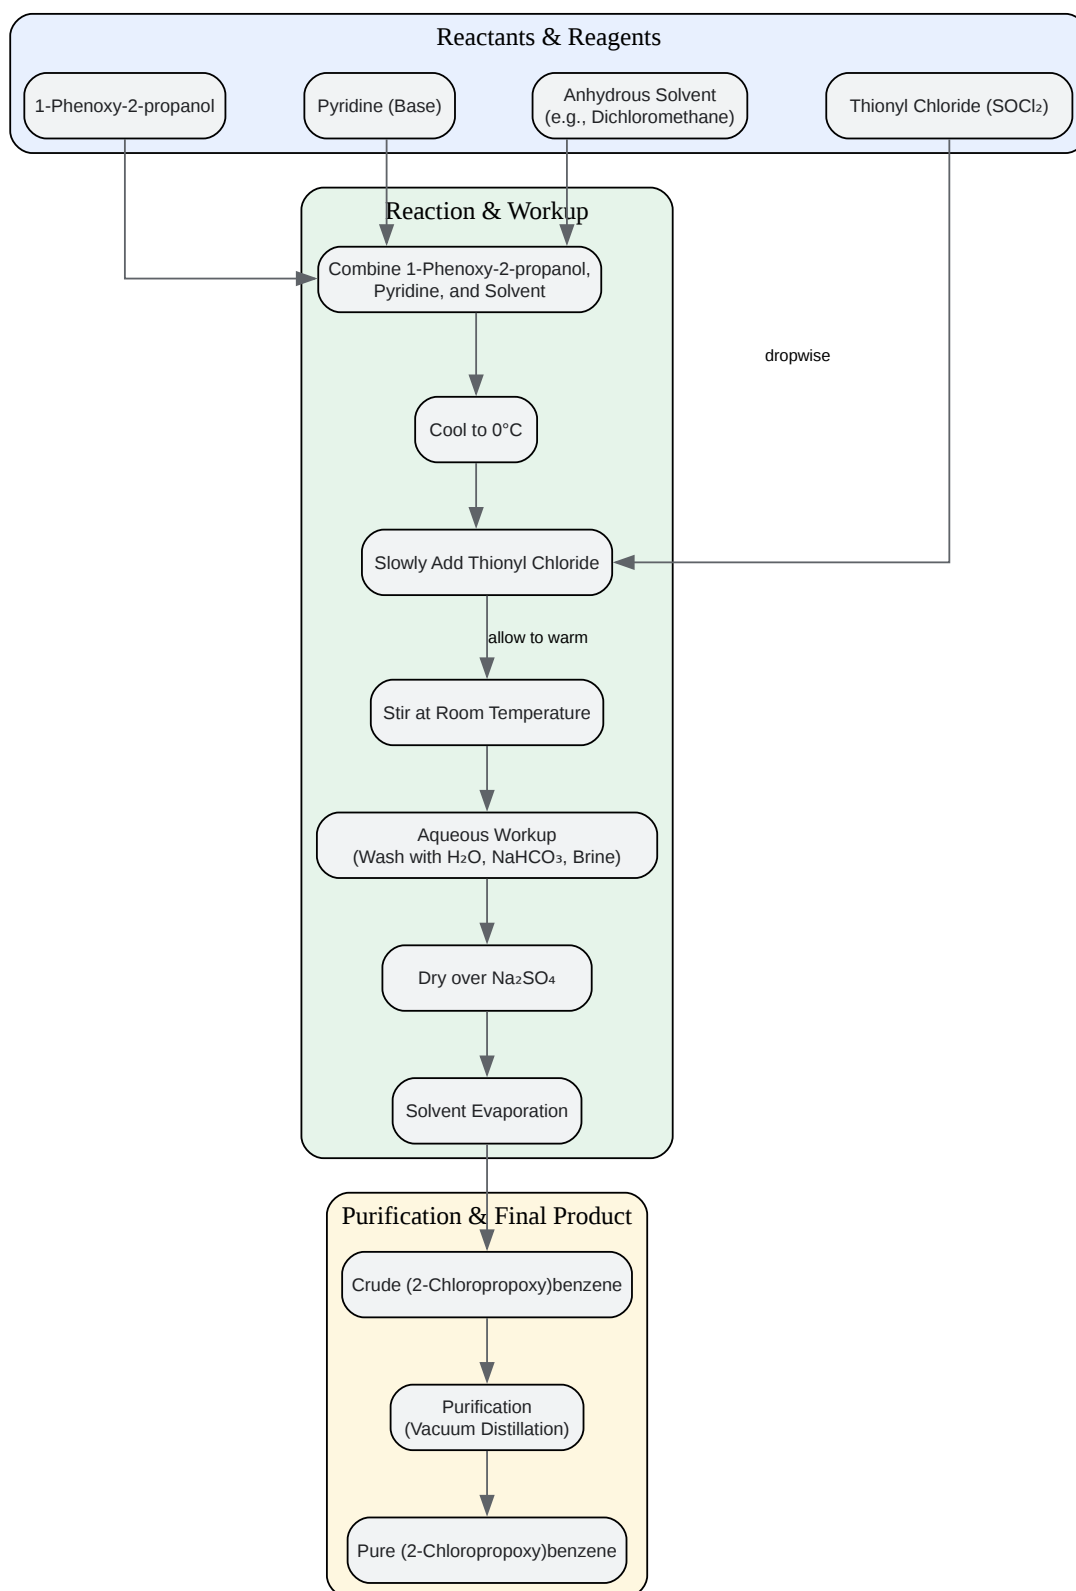 Reactants & Reagents
1-Phenoxy-2-propanol
Pyridine (Base)
Anhydrous Solvent
(e.g., Dichloromethane)
Thionyl Chloride (SOCl₂)
Reaction & Workup
Combine 1-Phenoxy-2-propanol,
Pyridine, and Solvent
dropwise
Cool to 0°C
Slowly Add Thionyl Chloride
allow to warm
Stir at Room Temperature
Aqueous Workup
(Wash with H₂O, NaHCO₃, Brine)
Dry over Na₂SO₄
Solvent Evaporation
Purification & Final Product
Crude (2-Chloropropoxy)benzene
Purification
(Vacuum Distillation)
Pure (2-Chloropropoxy)benzene